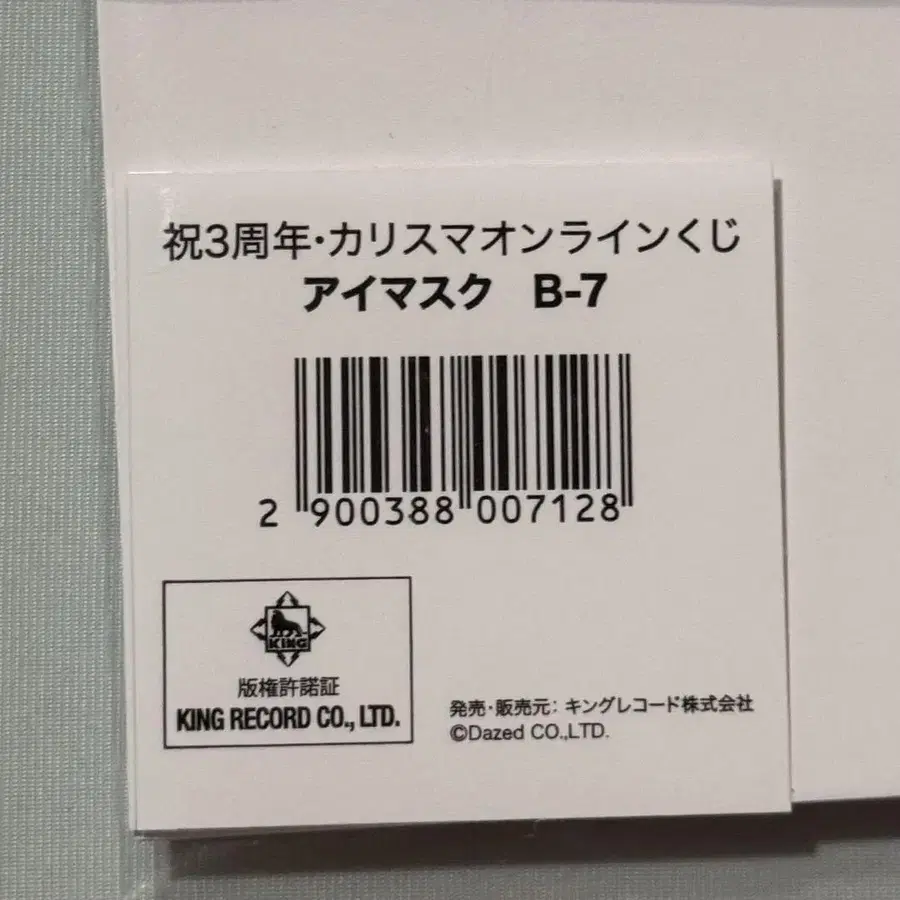 祝3周年・カリスマオンラインくじ
アイマスク B-7
2 900388 007128
KING
版権許諾証
KING RECORD CO., LTD.
発売・販売元: キングレコード株式会社
©Dazed CO.,LTD.